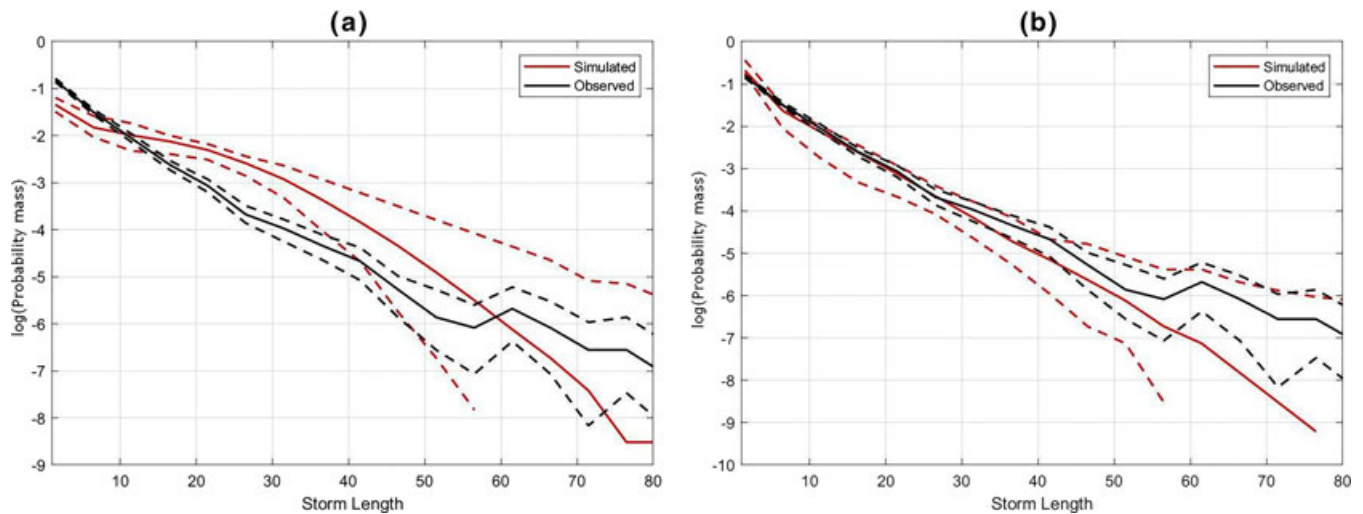 (a)
0
-1
-2
-3
-4
-5
-6
-7
-8
-9
log(Probability mass)
10 20 30 40 50 60 70 80
Storm Length
Simulated
Observed
(b)
0
-1
-2
-3
-4
-5
-6
-7
-8
-9
-10
log(Probability mass)
10 20 30 40 50 60 70 80
Storm Length
Simulated
Observed